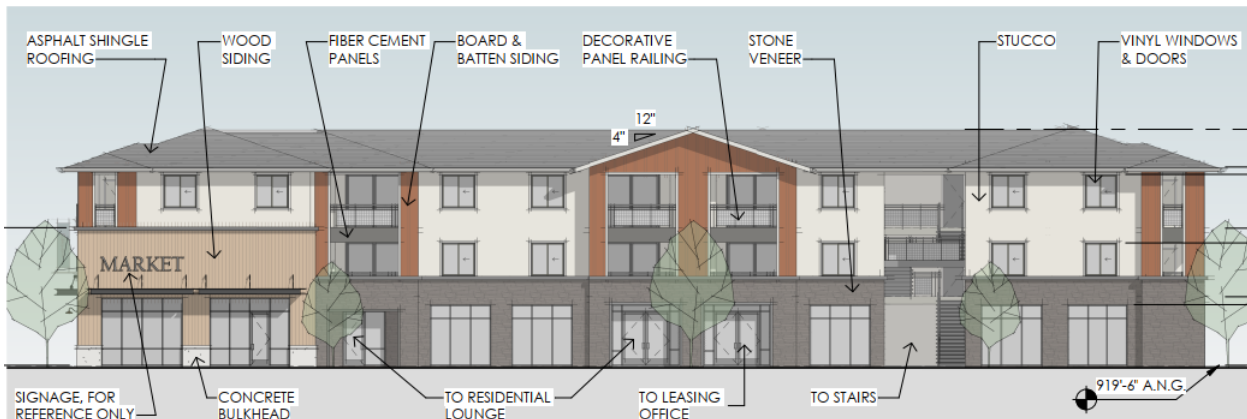 ASPHALT SHINGLE
ROOFING
WOOD
SIDING
FIBER CEMENT
PANELS
BOARD &
BATTEN SIDING
DECORATIVE
PANEL RAILING
STONE
VENEER
STUCCO
VINYL WINDOWS
& DOORS
12"
4"
MARKET
SIGNAGE, FOR
REFERENCE ONLY
CONCRETE
BULKHEAD
TO RESIDENTIAL
LOUNGE
TO LEASING
OFFICE
TO STAIRS
919'-6" A.N.G.